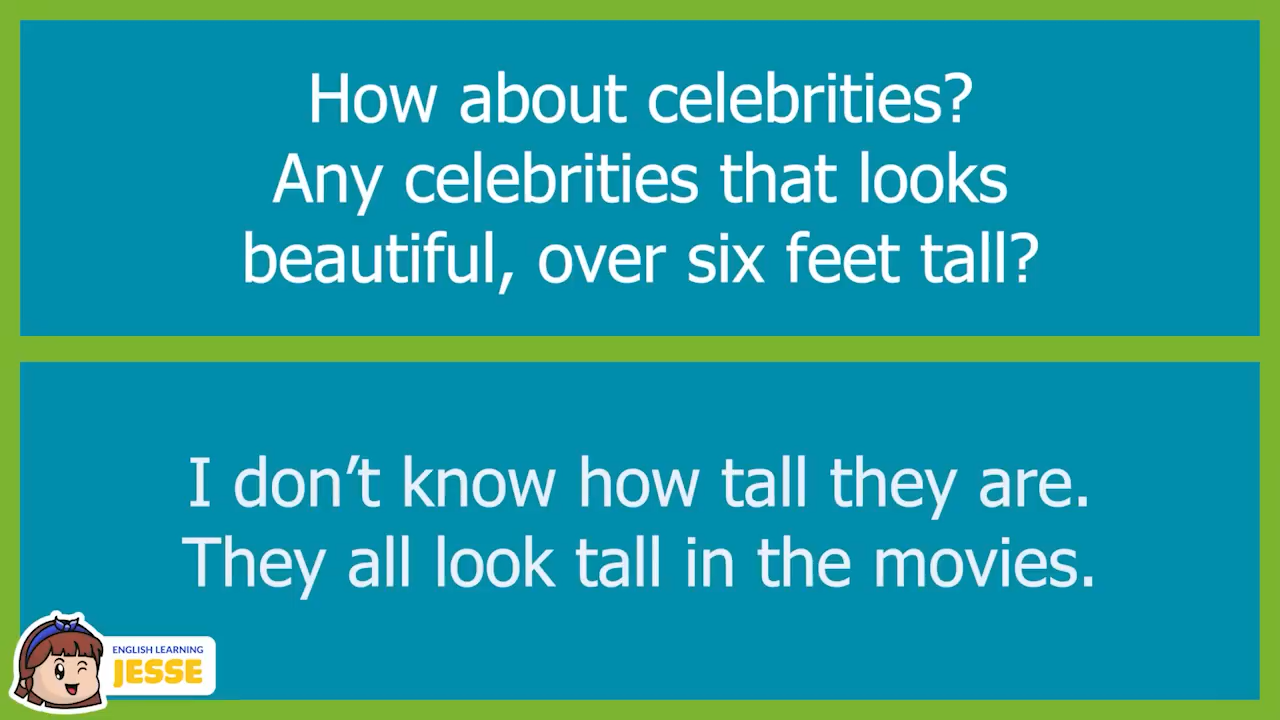 How about celebrities?
Any celebrities that looks
beautiful, over six feet tall?
I don’t know how tall they are.
They all look tall in the movies.
ENGLISH LEARNING
JESSE